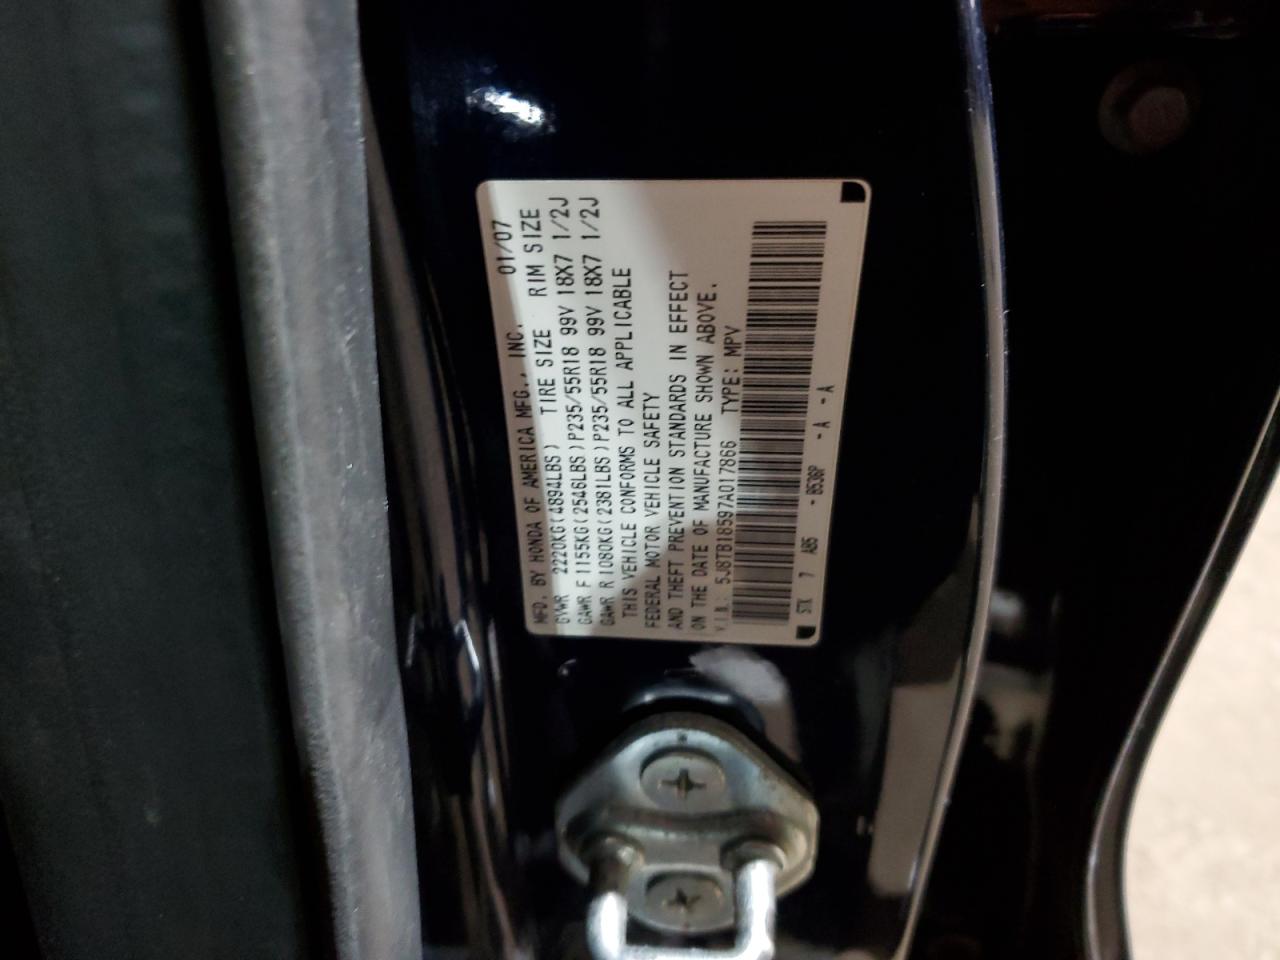 MFD. BY HONDA OF AMERICA MFG., INC. 01/07
GVWR 2220KG(4894LBS) TIRE SIZE RIM SIZE
GAWR F 1155KG(2546LBS)P235/55R18 99V 18X7 1/2J
GAWR R 1080KG(2381LBS)P235/55R18 99V 18X7 1/2J
THIS VEHICLE CONFORMS TO ALL APPLICABLE
FEDERAL MOTOR VEHICLE SAFETY
AND THEFT PREVENTION STANDARDS IN EFFECT
ON THE DATE OF MANUFACTURE SHOWN ABOVE.
V.I.N.: 5J8TB18597A017866 TYPE: MPV
STK 7 AB5 -B536P -A -A